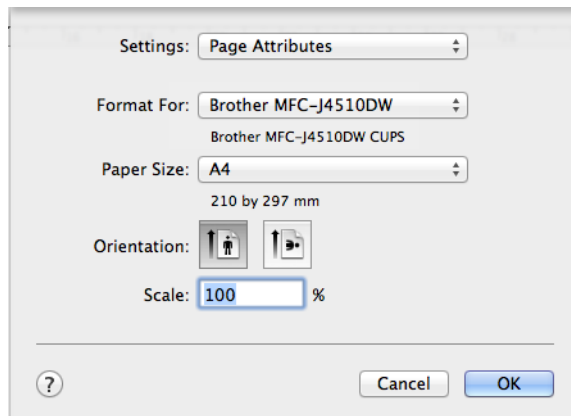 Settings: Page Attributes
Format For: Brother MFC-J4510DW
Brother MFC-J4510DW CUPS
Paper Size: A4
210 by 297 mm
Orientation:
Scale: 100 %
? Cancel OK